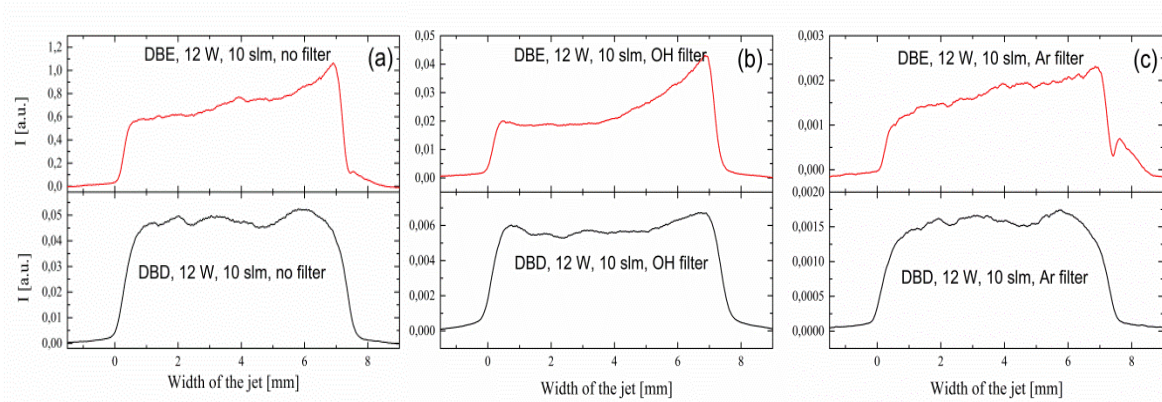 DBE, 12 W, 10 slm, no filter
(a)
I [a.u.]
1,2
1,0
0,8
0,6
0,4
0,2
0,0
DBD, 12 W, 10 slm, no filter
I [a.u.]
0,05
0,04
0,03
0,02
0,01
0,00
0 2 4 6 8
Width of the jet [mm]
DBE, 12 W, 10 slm, OH filter
(b)
0,05
0,04
0,03
0,02
0,01
0,00
DBD, 12 W, 10 slm, OH filter
0,006
0,004
0,002
0,000
0 2 4 6 8
Width of the jet [mm]
DBE, 12 W, 10 slm, Ar filter
(c)
0,003
0,002
0,001
0,000
DBD, 12 W, 10 slm, Ar filter
0,0020
0,0015
0,0010
0,0005
0,0000
0 2 4 6 8
Width of the jet [mm]